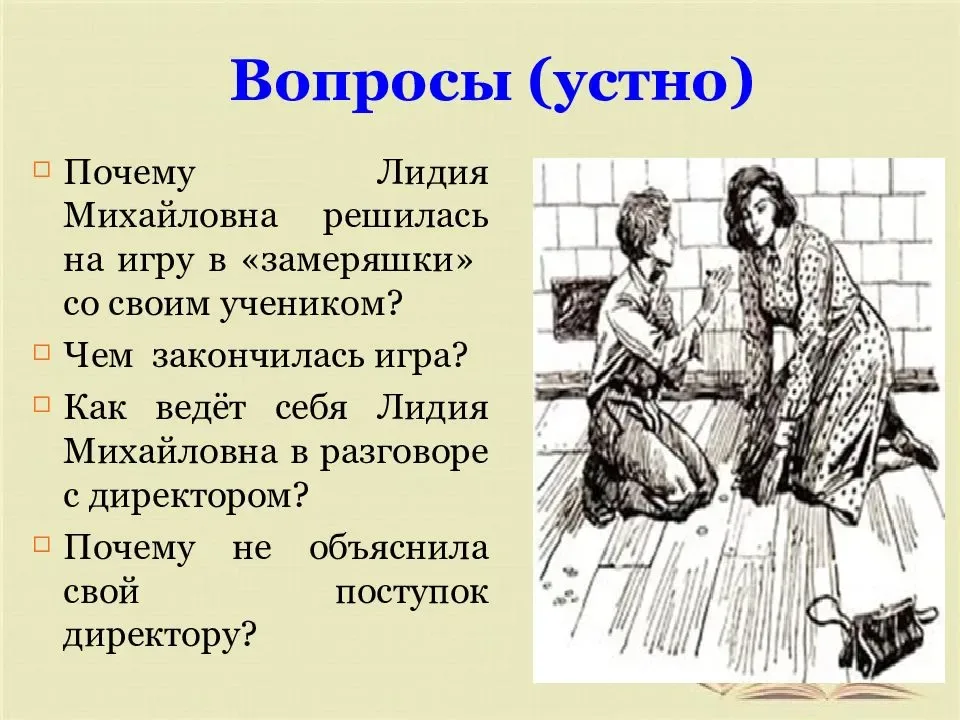 Вопросы (устно)
Почему Лидия
Михайловна решилась
на игру в «замеряшки»
со своим учеником?
Чем закончилась игра?
Как ведёт себя Лидия
Михайловна в разговоре
с директором?
Почему не объяснила
свой поступок
директору?